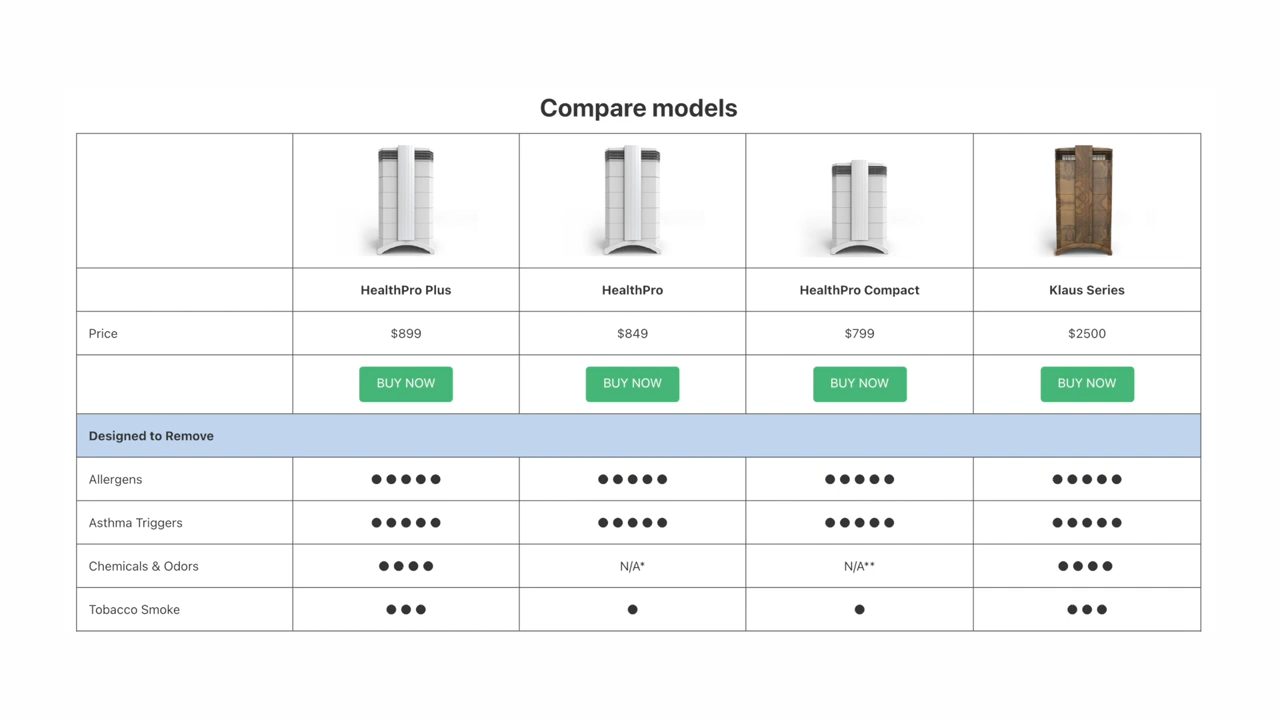 Compare models
HealthPro Plus HealthPro HealthPro Compact Klaus Series
Price $899 $849 $799 $2500
BUY NOW BUY NOW BUY NOW BUY NOW
Designed to Remove
Allergens ●●●●● ●●●●● ●●●●● ●●●●●
Asthma Triggers ●●●●● ●●●●● ●●●●● ●●●●●
Chemicals & Odors ●●●● N/A* N/A** ●●●●
Tobacco Smoke ●●● ● ● ●●●